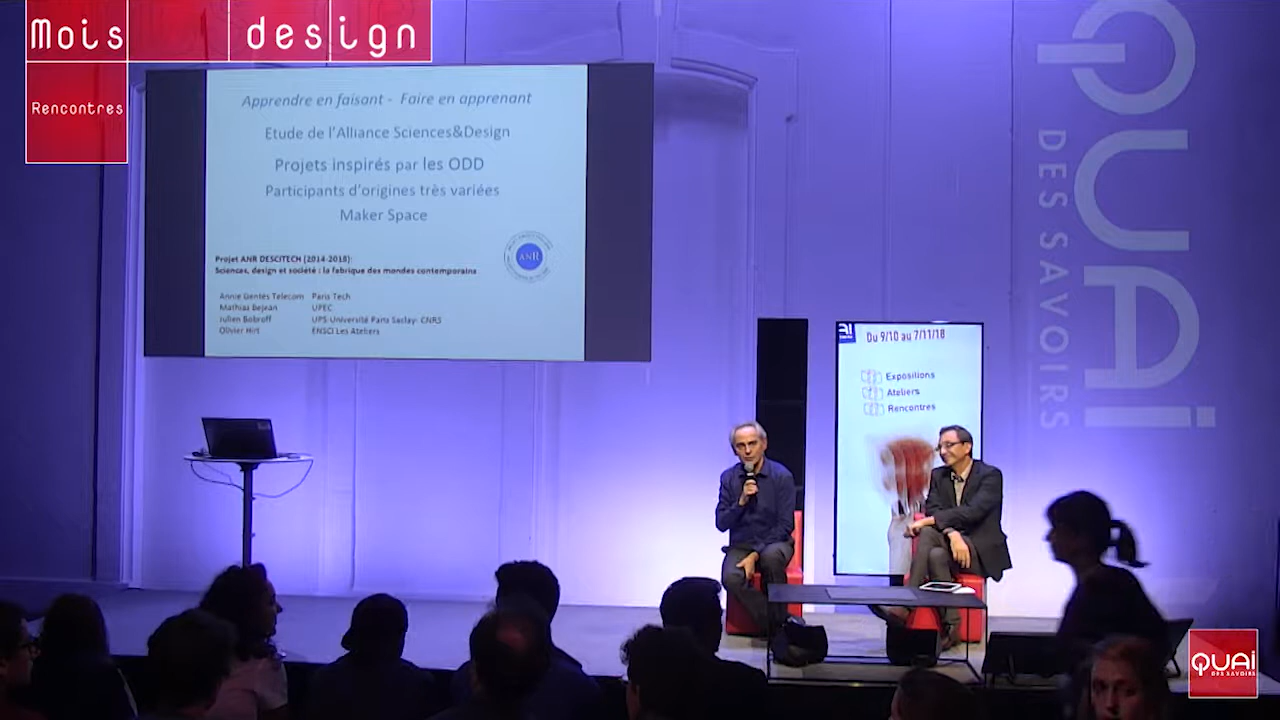 Mois design
Rencontres
Apprendre en faisant - Faire en apprenant
Etude de l'Alliance Sciences&Design
Projets inspirés par les ODD
Participants d'origines très variées
Maker Space
Projet ANR DESCITECH (2014-2018):
Sciences, design et société : la fabrique des mondes contemporains
ANR
Annie Gentès Telecom Paris Tech
Mathias Bejean UPEC
Julien Bobroff UPS-Université Paris Saclay- CNRS
Olivier Hirt ENSCI Les Ateliers
QUAi
DES SAVOIRS
Du 9/10 au 7/11/18
Expositions
Ateliers
Rencontres
QUAi
DES SAVOIRS